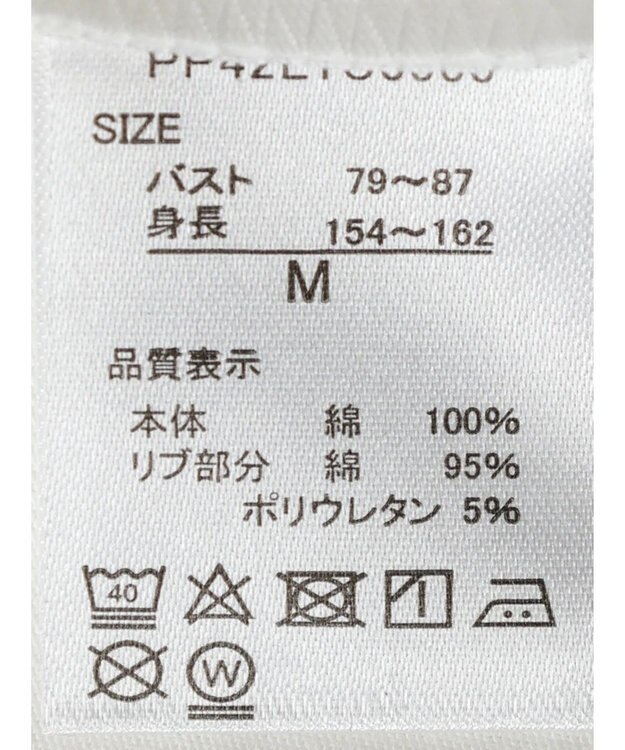 SIZE
バスト 79～87
身長 154～162
M
品質表示
本体 綿 100%
リブ部分 綿 95%
ポリウレタン 5%
40
W